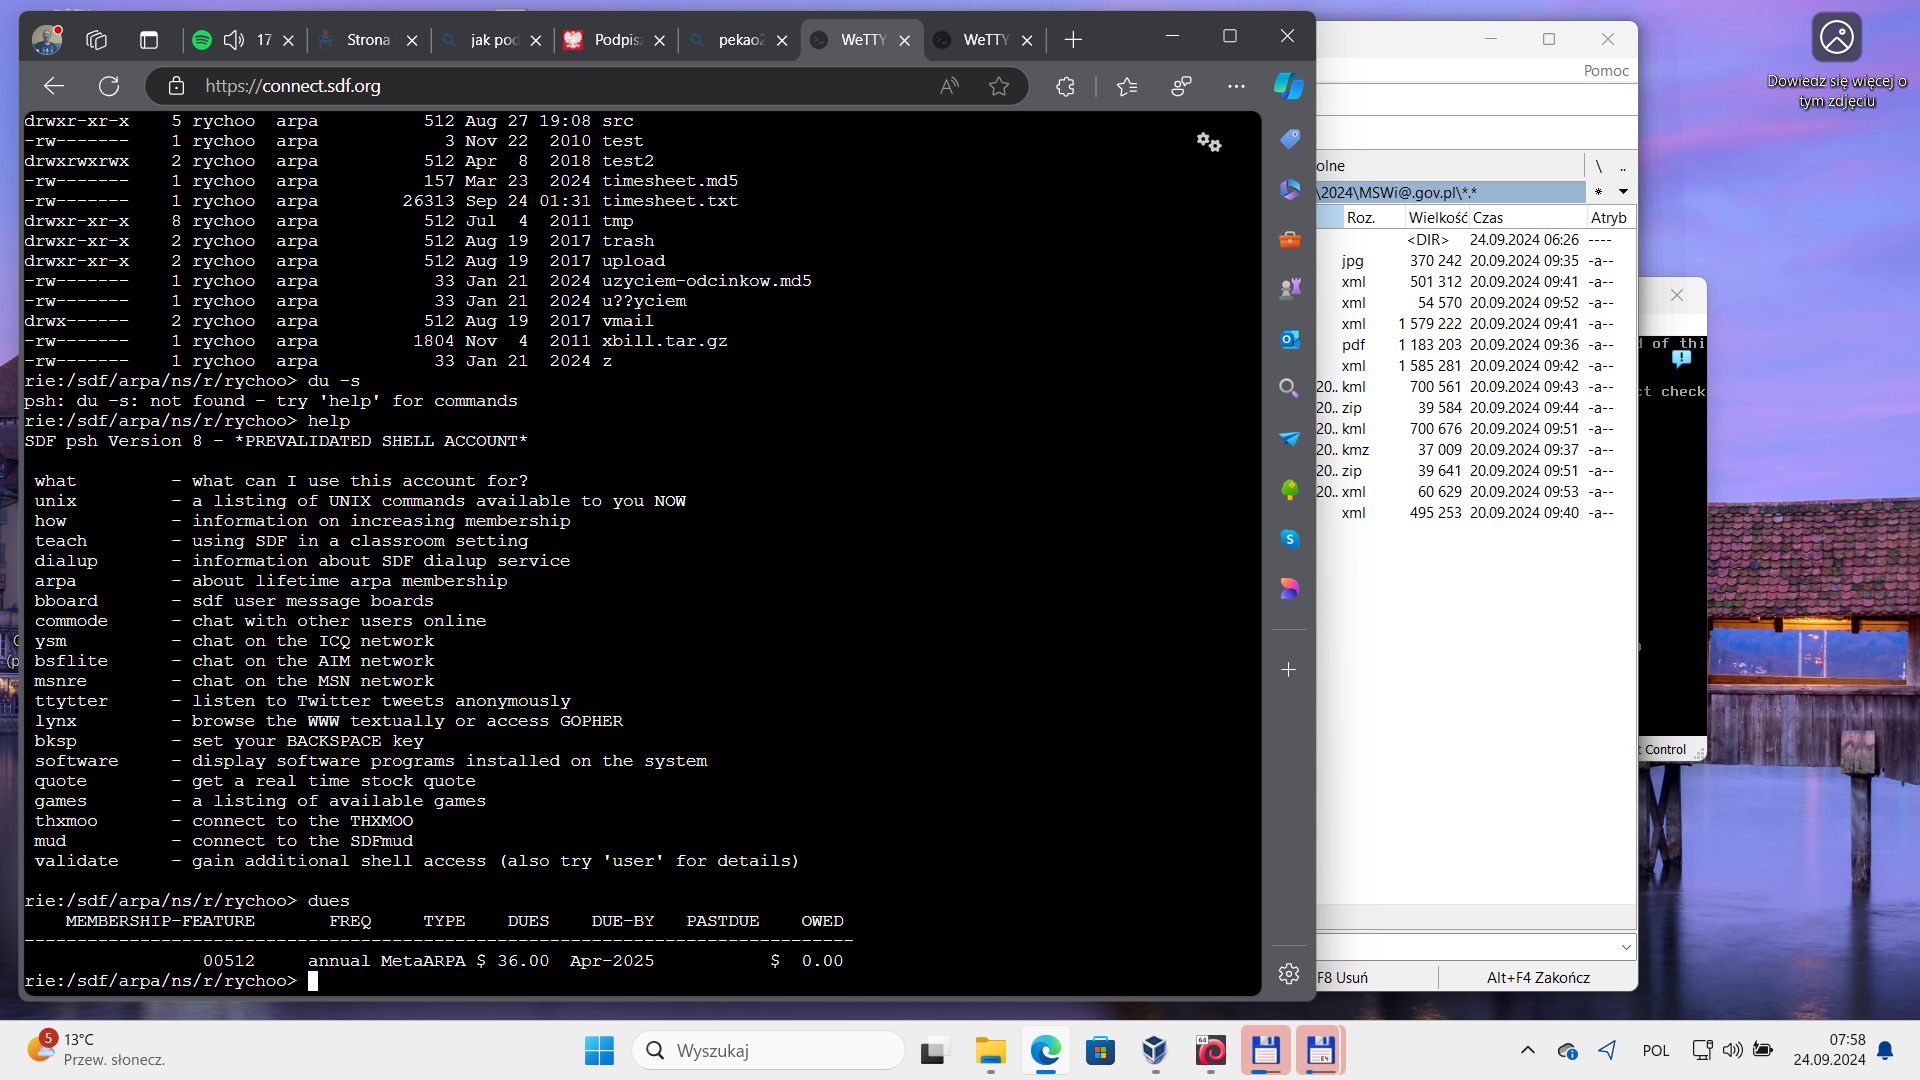 17
Strona
jak pod
Podpis
pekao2
WeTTY
WeTTY
https://connect.sdf.org
drwxr-xr-x    5 rychoo  arpa          512 Aug 27 19:08 src
-rw-------    1 rychoo  arpa            3 Nov 22  2010 test
drwxrwxrwx    2 rychoo  arpa          512 Apr  8  2018 test2
-rw-------    1 rychoo  arpa          157 Mar 23  2024 timesheet.md5
-rw-------    1 rychoo  arpa        26313 Sep 24 01:31 timesheet.txt
drwxr-xr-x    8 rychoo  arpa          512 Jul  4  2011 tmp
drwxr-xr-x    2 rychoo  arpa          512 Aug 19  2017 trash
drwxr-xr-x    2 rychoo  arpa          512 Aug 19  2017 upload
-rw-------    1 rychoo  arpa           33 Jan 21  2024 uzyciem-odcinkow.md5
-rw-------    1 rychoo  arpa           33 Jan 21  2024 u??yciem
drwx------    2 rychoo  arpa          512 Aug 19  2017 vmail
-rw-------    1 rychoo  arpa         1804 Nov  4  2011 xbill.tar.gz
-rw-------    1 rychoo  arpa           33 Jan 21  2024 z
rie:/sdf/arpa/ns/r/rychoo> du -s
psh: du -s: not found - try 'help' for commands
rie:/sdf/arpa/ns/r/rychoo> help
SDF psh Version 8 - *PREVALIDATED SHELL ACCOUNT*
what         - what can I use this account for?
unix         - a listing of UNIX commands available to you NOW
how          - information on increasing membership
teach        - using SDF in a classroom setting
dialup       - information about SDF dialup service
arpa         - about lifetime arpa membership
bboard       - sdf user message boards
commode      - chat with other users online
ysm          - chat on the ICQ network
bsflite      - chat on the AIM network
msnre        - chat on the MSN network
ttytter      - listen to Twitter tweets anonymously
lynx         - browse the WWW textually or access GOPHER
bksp         - set your BACKSPACE key
software     - display software programs installed on the system
quote        - get a real time stock quote
games        - a listing of available games
thxmoo       - connect to the THXMOO
mud          - connect to the SDFmud
validate     - gain additional shell access (also try 'user' for details)
rie:/sdf/arpa/ns/r/rychoo> dues
MEMBERSHIP-FEATURE       FREQ     TYPE    DUES    DUE-BY   PASTDUE    OWED
-------------------------------------------------------------------------------
00512     annual MetaARPA $ 36.00  Apr-2025           $  0.00
rie:/sdf/arpa/ns/r/rychoo>
Pomoc
olne \ ..
\2024\MSWi@.gov.pl\*.* *
Roz. Wielkość Czas Atryb
<DIR> 24.09.2024 06:26 ----
jpg 370 242 20.09.2024 09:35 -a--
xml 501 312 20.09.2024 09:41 -a--
xml 54 570 20.09.2024 09:52 -a--
xml 1 579 222 20.09.2024 09:41 -a--
pdf 1 183 203 20.09.2024 09:36 -a--
xml 1 585 281 20.09.2024 09:42 -a--
20.. kml 700 561 20.09.2024 09:43 -a--
20.. zip 39 584 20.09.2024 09:44 -a--
20.. kml 700 676 20.09.2024 09:51 -a--
20.. kmz 37 009 20.09.2024 09:37 -a--
20.. zip 39 641 20.09.2024 09:51 -a--
20.. xml 60 629 20.09.2024 09:53 -a--
xml 495 253 20.09.2024 09:40 -a--
F8 Usuń
Alt+F4 Zakończ
d of thi
ct check
t Control
Dowiedz się więcej o
tym zdjęciu
5
13°C
Przew. słonecz.
Wyszukaj
64
64
POL
07:58
24.09.2024